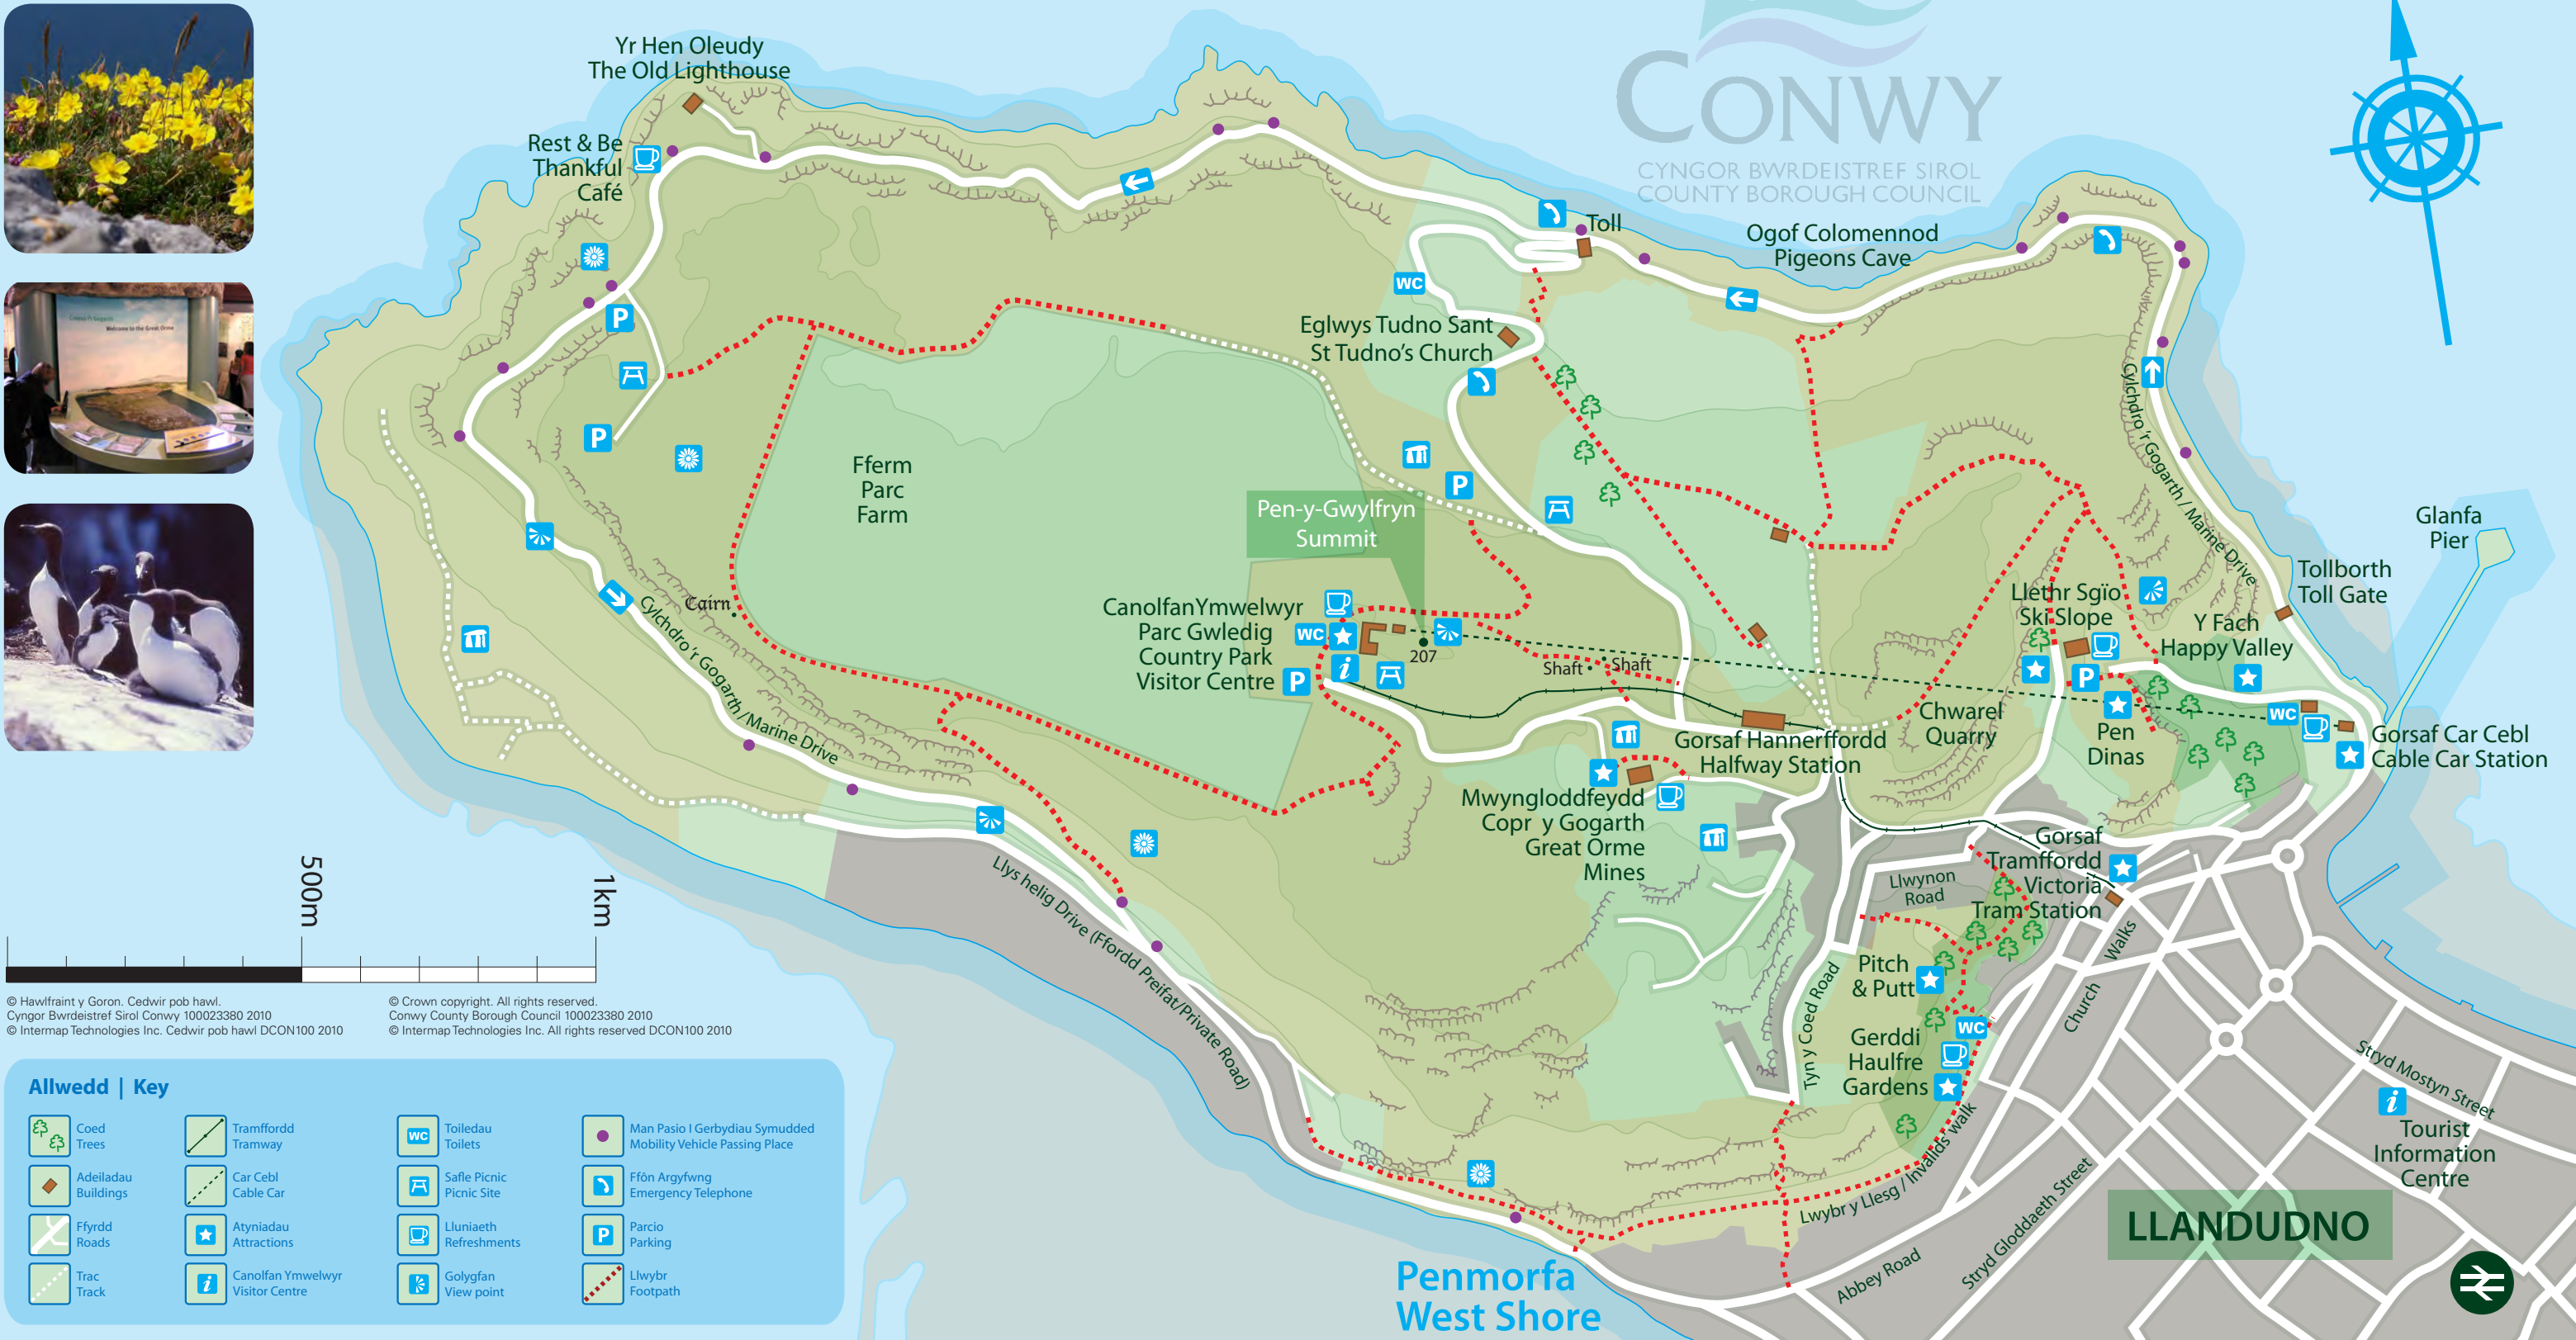 Yr Hen Oleudy
The Old Lighthouse
Rest & Be
Thankful
Café
CONWY
CYNGOR BWRDEISTREF SIROL
COUNTY BOROUGH COUNCIL
Toll
Ogof Colomennod
Pigeons Cave
WC
Eglwys Tudno Sant
St Tudno's Church
P
P
Fferm
Parc
Farm
P
Pen-y-Gwylfryn
Summit
Cylchdro'r Gogarth / Marine Drive
Glanfa
Pier
Tollborth
Toll Gate
Llethr Sgïo
Ski Slope
Y Fach
Happy Valley
Cairn
CanolfanYmwelwyr
Parc Gwledig
Country Park
Visitor Centre
WC
i
P
207
Shaft
Shaft
P
Cylchdro'r Gogarth / Marine Drive
Chwarel
Quarry
Pen
Dinas
WC
Gorsaf Car Cebl
Cable Car Station
Gorsaf Hannerffordd
Halfway Station
Mwyngloddfeydd
Copr y Gogarth
Great Orme
Mines
Gorsaf
Tramffordd
Victoria
Tram Station
Llwynon
Road
Llys helig Drive (Ffordd Preifat/Private Road)
Church Walks
Pitch
& Putt
Tyn y Coed Road
WC
Gerddi
Haulfre
Gardens
Stryd Mostyn Street
i
Tourist
Information
Centre
Lwybr y Llesg / Invalids walk
Abbey Road
Stryd Gloddaeth Street
LLANDUDNO
Penmorfa
West Shore
500m
1km
© Hawlfraint y Goron. Cedwir pob hawl.
Cyngor Bwrdeistref Sirol Conwy 100023380 2010
© Intermap Technologies Inc. Cedwir pob hawl DCON100 2010
© Crown copyright. All rights reserved.
Conwy County Borough Council 100023380 2010
© Intermap Technologies Inc. All rights reserved DCON100 2010
Allwedd | Key
Coed
Trees
Adeiladau
Buildings
Ffyrdd
Roads
Trac
Track
Tramffordd
Tramway
Car Cebl
Cable Car
Atyniadau
Attractions
i
Canolfan Ymwelwyr
Visitor Centre
WC
Toiledau
Toilets
Safle Picnic
Picnic Site
Lluniaeth
Refreshments
Golygfan
View point
Man Pasio I Gerbydiau Symudded
Mobility Vehicle Passing Place
Ffôn Argyfwng
Emergency Telephone
P
Parcio
Parking
Llwybr
Footpath